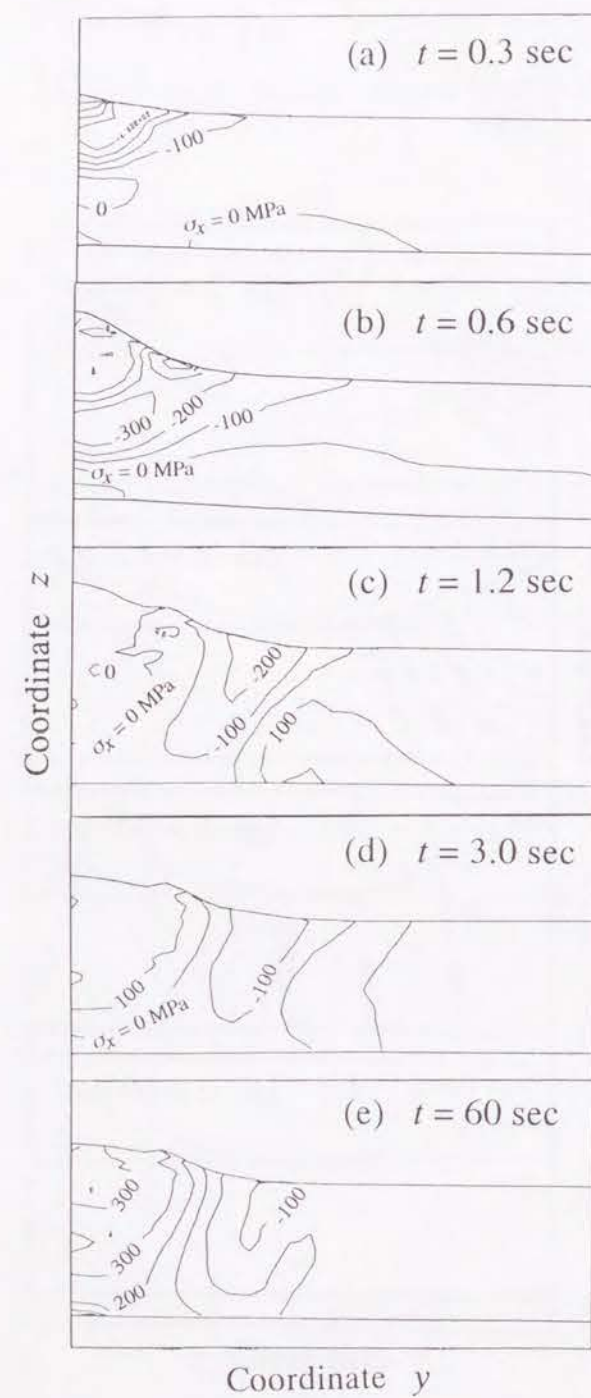 (a) t = 0.3 sec
-100
0
σx = 0 MPa
(b) t = 0.6 sec
-300
-200
-100
σx = 0 MPa
(c) t = 1.2 sec
0
σx = 0 MPa
-200
-100
100
(d) t = 3.0 sec
100
σx = 0 MPa
-100
(e) t = 60 sec
300
300
200
-100
Coordinate z
Coordinate y